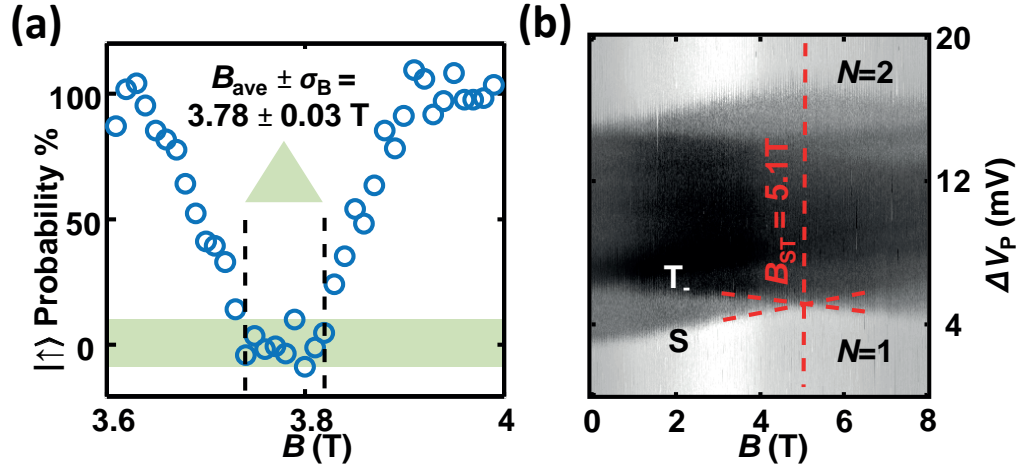 (a)
|↑⟩ Probability %
100
50
0
B_ave ± σ_B =
3.78 ± 0.03 T
3.6
3.8
4
B (T)
(b)
20
12
4
ΔV_P (mV)
N=2
B_ST = 5.1T
T_-
S
N=1
0
2
4
6
8
B (T)